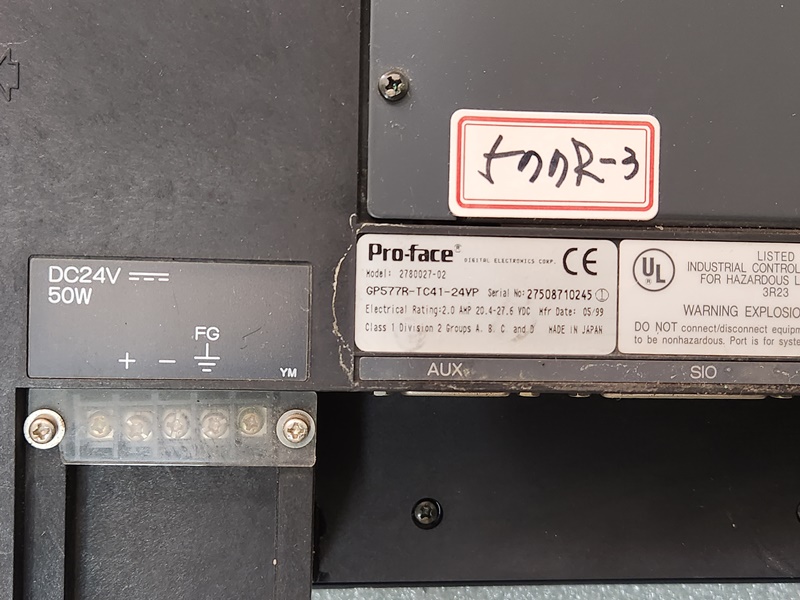 577R-3
Pro-face® DIGITAL ELECTRONICS CORP. CE
Model: 2780027-02
GP577R-TC41-24VP Serial No: 27508710245
Electrical Rating:2.0 AMP 20.4-27.6 VDC Mfr Date: 05/99
Class 1 Division 2 Groups A, B, C, and D MADE IN JAPAN
UL LISTED
INDUSTRIAL CONTROL
FOR HAZARDOUS
3R23
WARNING EXPLOSIO
DO NOT connect/disconnect equipm
to be nonhazardous. Port is for syste
DC24V
50W
FG
+ −
YM
AUX
SIO